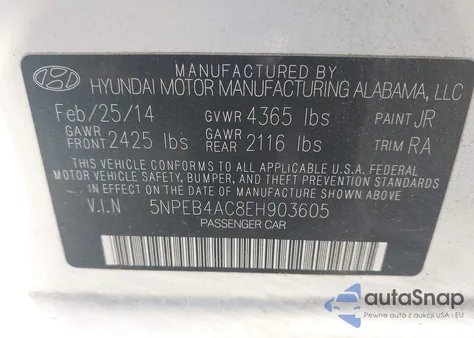 MANUFACTURED BY
HYUNDAI MOTOR MANUFACTURING ALABAMA, LLC
Feb/25/14 GVWR 4365 lbs PAINT JR
GAWR FRONT 2425 lbs GAWR REAR 2116 lbs TRIM RA
THIS VEHICLE CONFORMS TO ALL APPLICABLE U.S.A. FEDERAL
MOTOR VEHICLE SAFETY, BUMPER, AND THEFT PREVENTION
STANDARDS IN EFFECT ON THE DATE OF MANUFACTURE SHOWN ABOVE.
V.I.N 5NPEB4AC8EH903605
PASSENGER CAR
autoSnap
Pewne auta z aukcji USA i EU